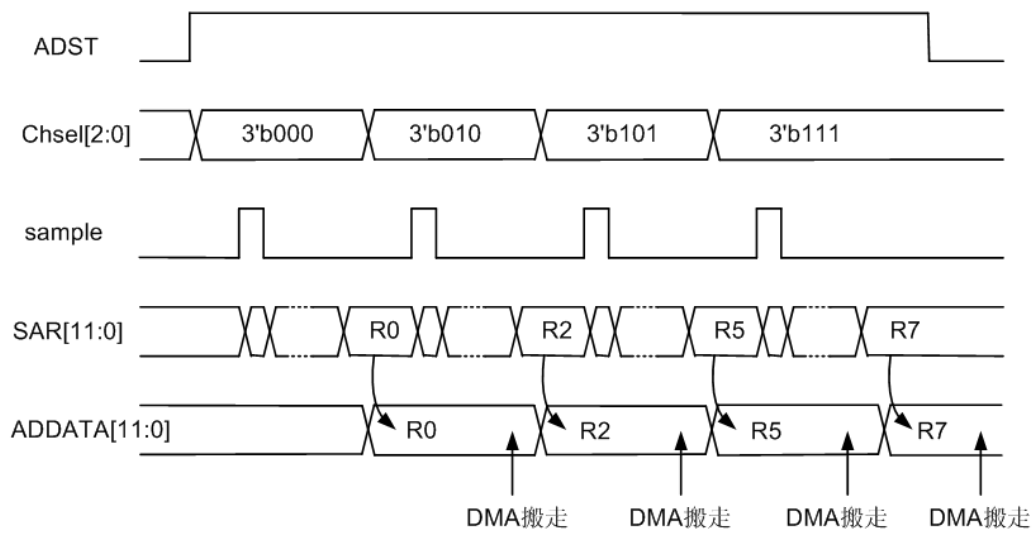 ADST
Chsel[2:0] 3'b000 3'b010 3'b101 3'b111
sample
SAR[11:0] R0 R2 R5 R7
ADDATA[11:0] R0 R2 R5 R7
DMA搬走 DMA搬走 DMA搬走 DMA搬走